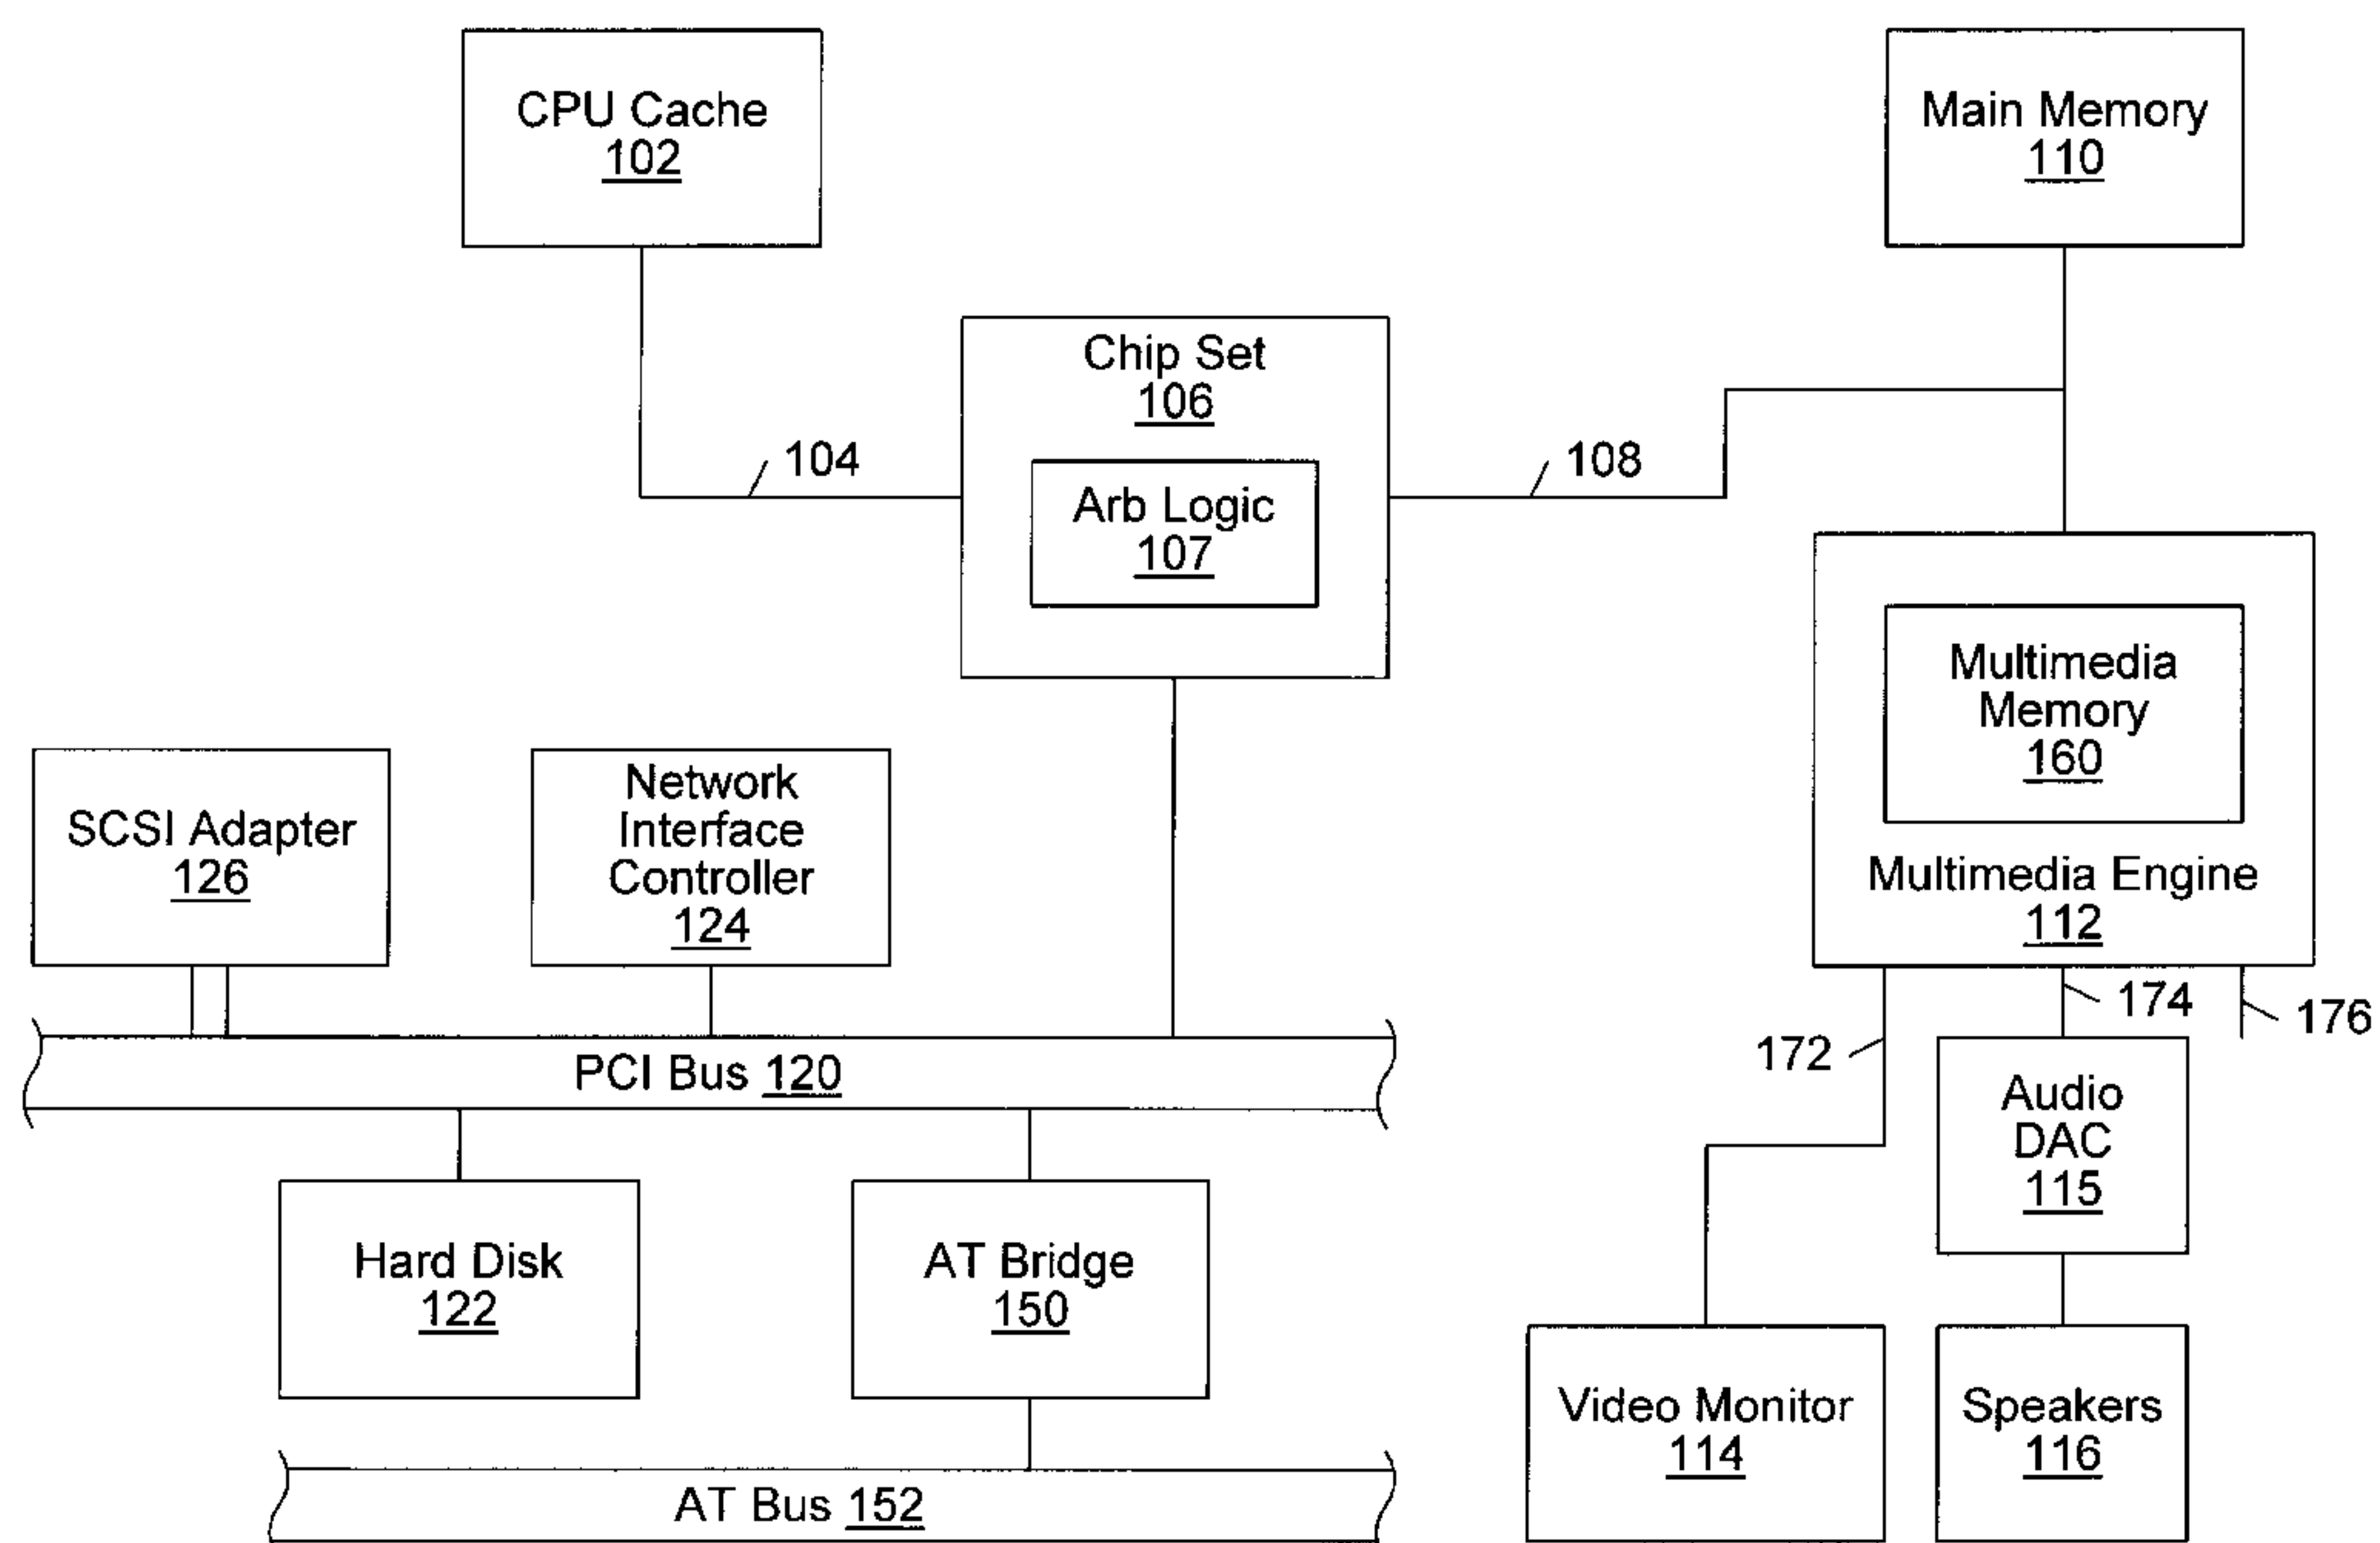 CPU Cache
102
Main Memory
110
Chip Set
106
104
108
Arb Logic
107
Multimedia
Memory
160
Multimedia Engine
112
SCSI Adapter
126
Network
Interface
Controller
124
174
176
172
PCI Bus 120
Audio
DAC
115
Hard Disk
122
AT Bridge
150
Video Monitor
114
Speakers
116
AT Bus 152